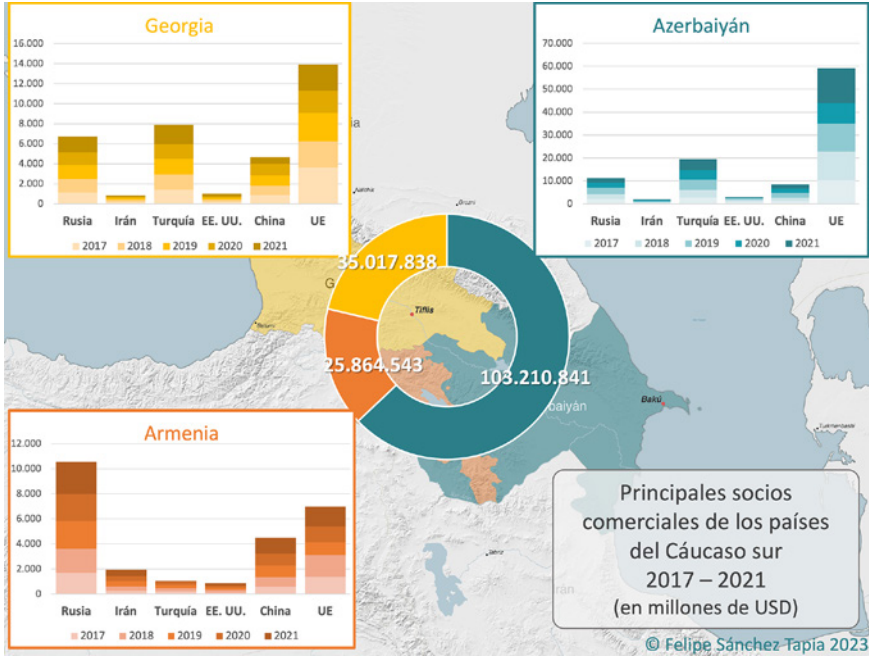 Georgia
16.000
14.000
12.000
10.000
8.000
6.000
4.000
2.000
0
Rusia Irán Turquía EE. UU. China UE
2017 2018 2019 2020 2021
Azerbaiyán
70.000
60.000
50.000
40.000
30.000
20.000
10.000
0
Rusia Irán Turquía EE. UU. China UE
2017 2018 2019 2020 2021
35.017.838
G
Tiflis
25.864.543
103.210.841
baiyán
Bakú
Armenia
12.000
10.000
8.000
6.000
4.000
2.000
0
Rusia Irán Turquía EE. UU. China UE
2017 2018 2019 2020 2021
Principales socios
comerciales de los países
del Cáucaso sur
2017 – 2021
(en millones de USD)
© Felipe Sánchez Tapia 2023